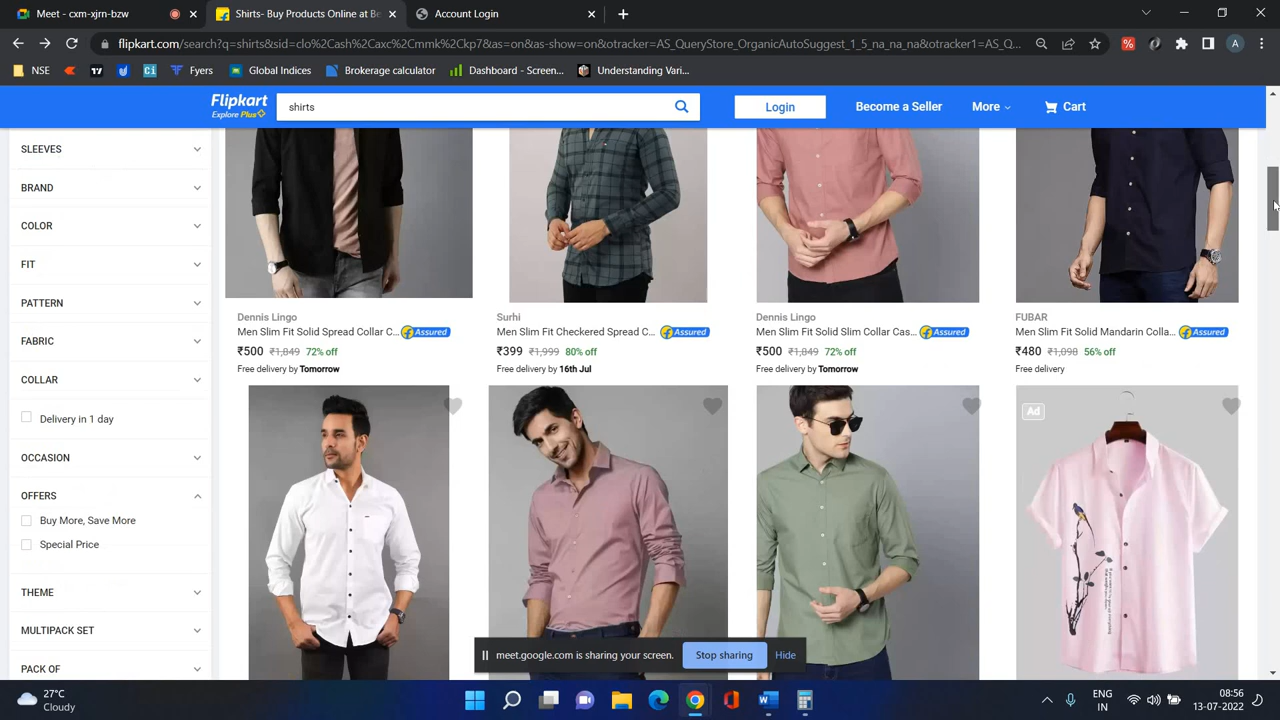 Meet - cxm-xjrn-bzw
Shirts- Buy Products Online at Be
Account Login
flipkart.com/search?q=shirts&sid=clo%2Cash%2Caxc%2Cmmk%2Ckp7&as=on&as-show=on&otracker=AS_QueryStore_OrganicAutoSuggest_1_5_na_na_na&otracker1=AS_Q...
NSE
Fyers
Global Indices
Brokerage calculator
Dashboard - Screen...
Understanding Vari...
Flipkart
Explore Plus
shirts
Login
Become a Seller
More
Cart
SLEEVES
BRAND
COLOR
FIT
PATTERN
FABRIC
COLLAR
Delivery in 1 day
OCCASION
OFFERS
Buy More, Save More
Special Price
THEME
MULTIPACK SET
PACK OF
Dennis Lingo
Men Slim Fit Solid Spread Collar C... Assured
₹500 ₹1,849 72% off
Free delivery by Tomorrow
Surhi
Men Slim Fit Checkered Spread C... Assured
₹399 ₹1,999 80% off
Free delivery by 16th Jul
Dennis Lingo
Men Slim Fit Solid Slim Collar Cas... Assured
₹500 ₹1,849 72% off
Free delivery by Tomorrow
FUBAR
Men Slim Fit Solid Mandarin Colla... Assured
₹480 ₹1,098 56% off
Free delivery
Ad
meet.google.com is sharing your screen.
Stop sharing
Hide
27°C
Cloudy
ENG
IN
08:56
13-07-2022